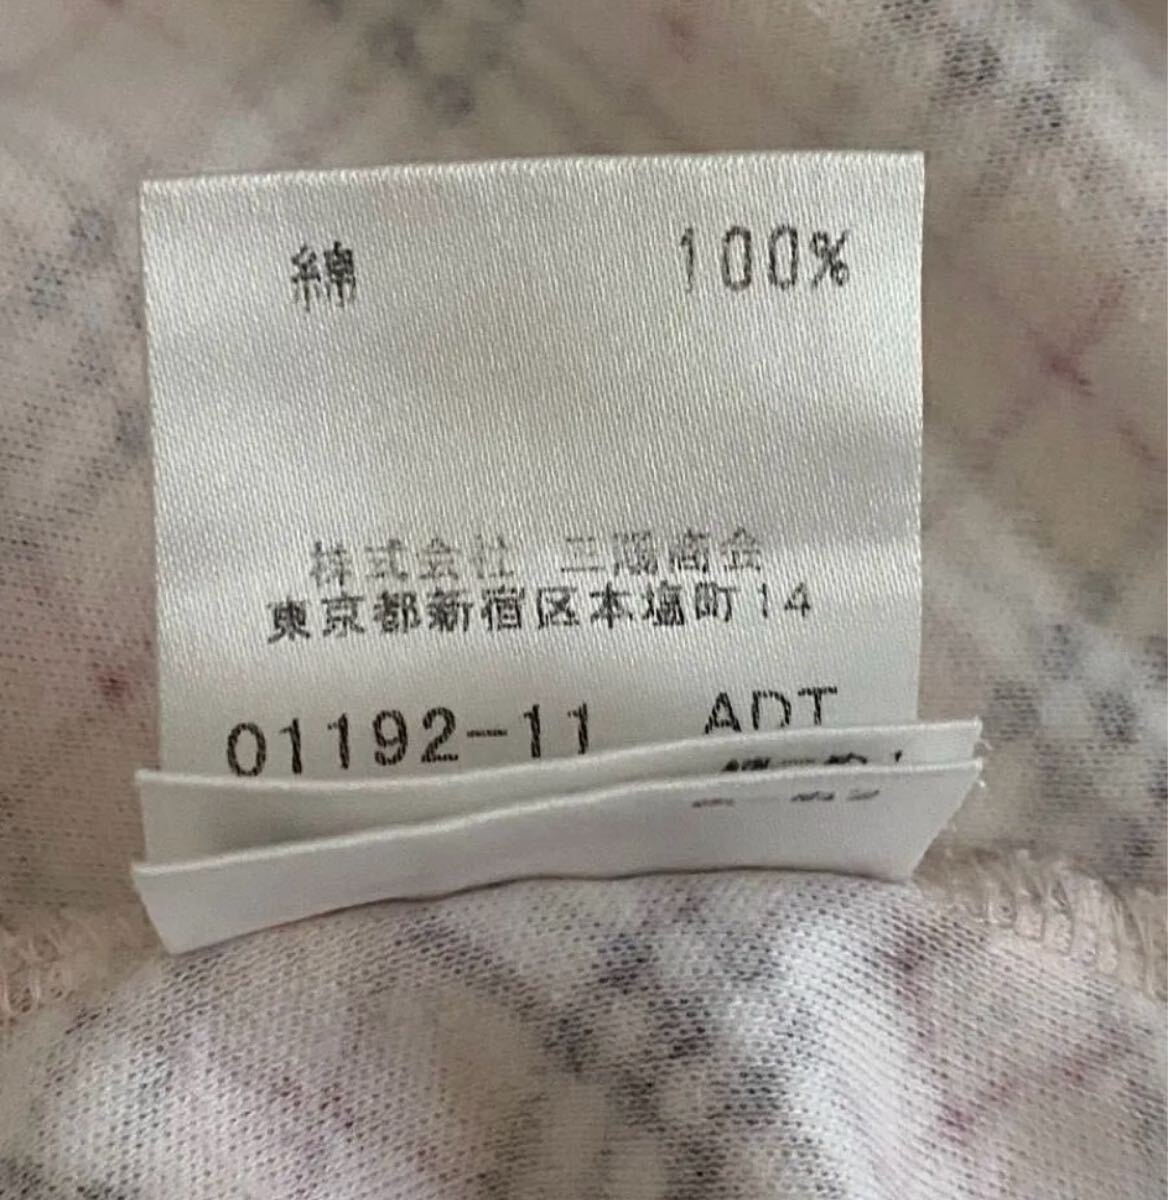 綿 100%
株式会社 三陽商会
東京都新宿区本塩町14
01192-11 ADT